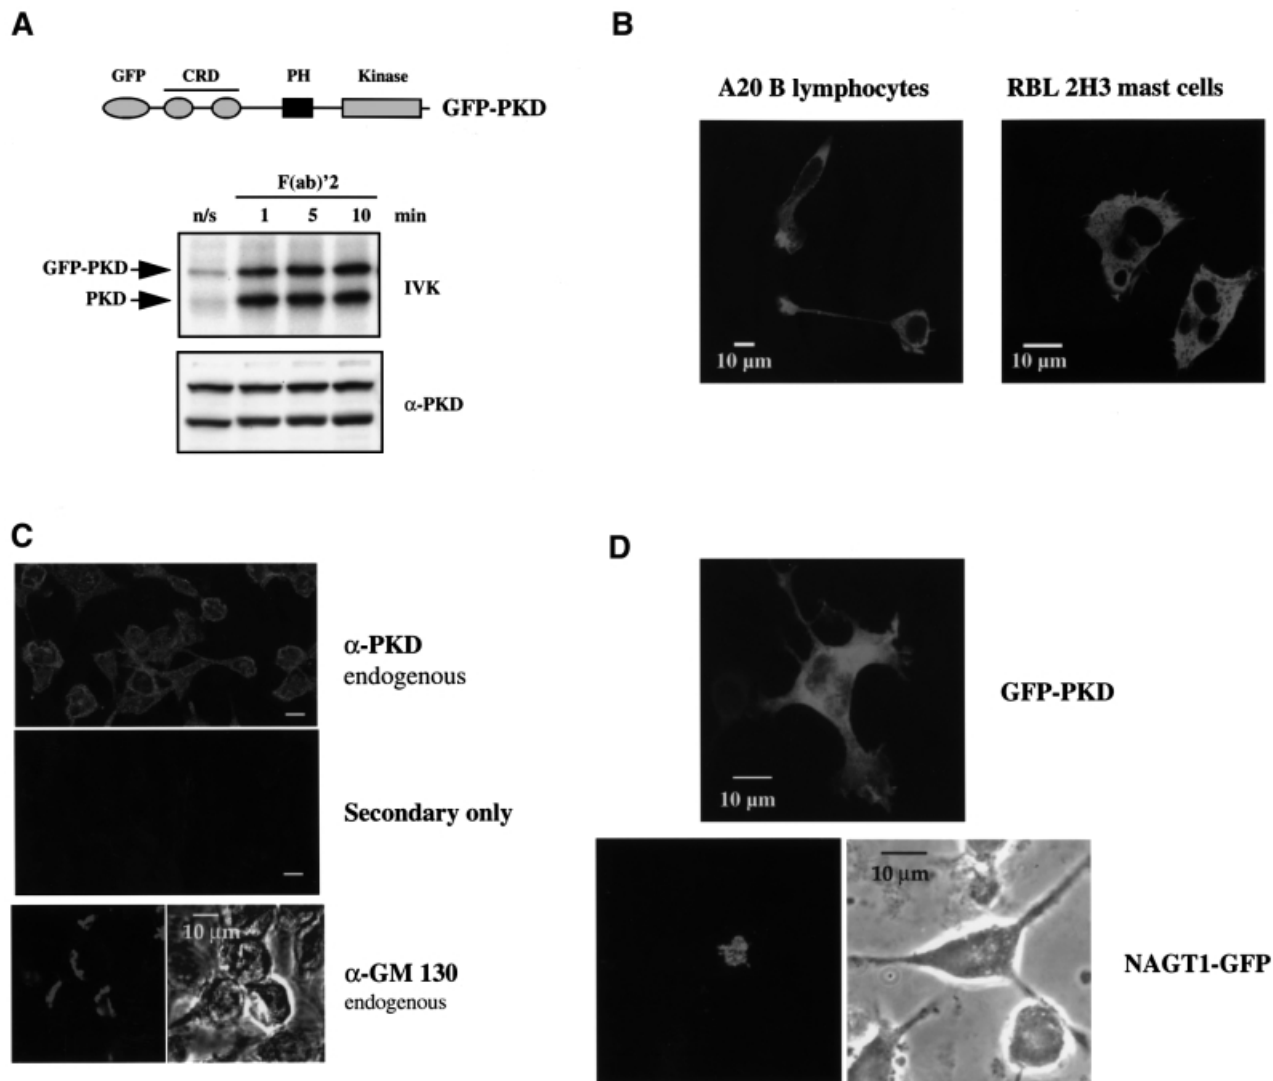 A
GFP CRD PH Kinase
GFP-PKD
F(ab)'2
n/s 1 5 10 min
GFP-PKD
IVK
PKD
α-PKD
B
A20 B lymphocytes
10 µm
RBL 2H3 mast cells
10 µm
C
α-PKD
endogenous
Secondary only
10 µm
α-GM 130
endogenous
D
10 µm
GFP-PKD
10 µm
NAGT1-GFP